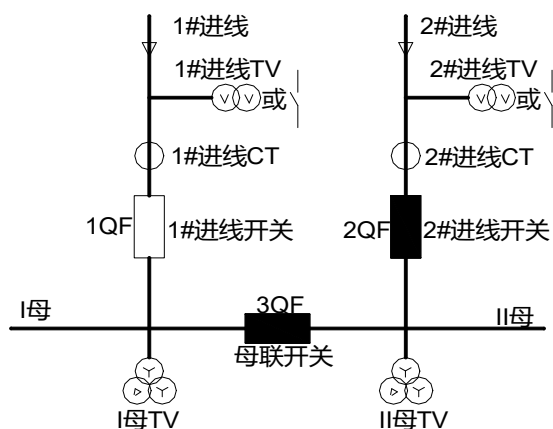 1#进线
2#进线
1#进线TV
2#进线TV
或
或
1#进线CT
2#进线CT
1QF
1#进线开关
2QF
2#进线开关
I母
3QF
II母
母联开关
I母TV
II母TV